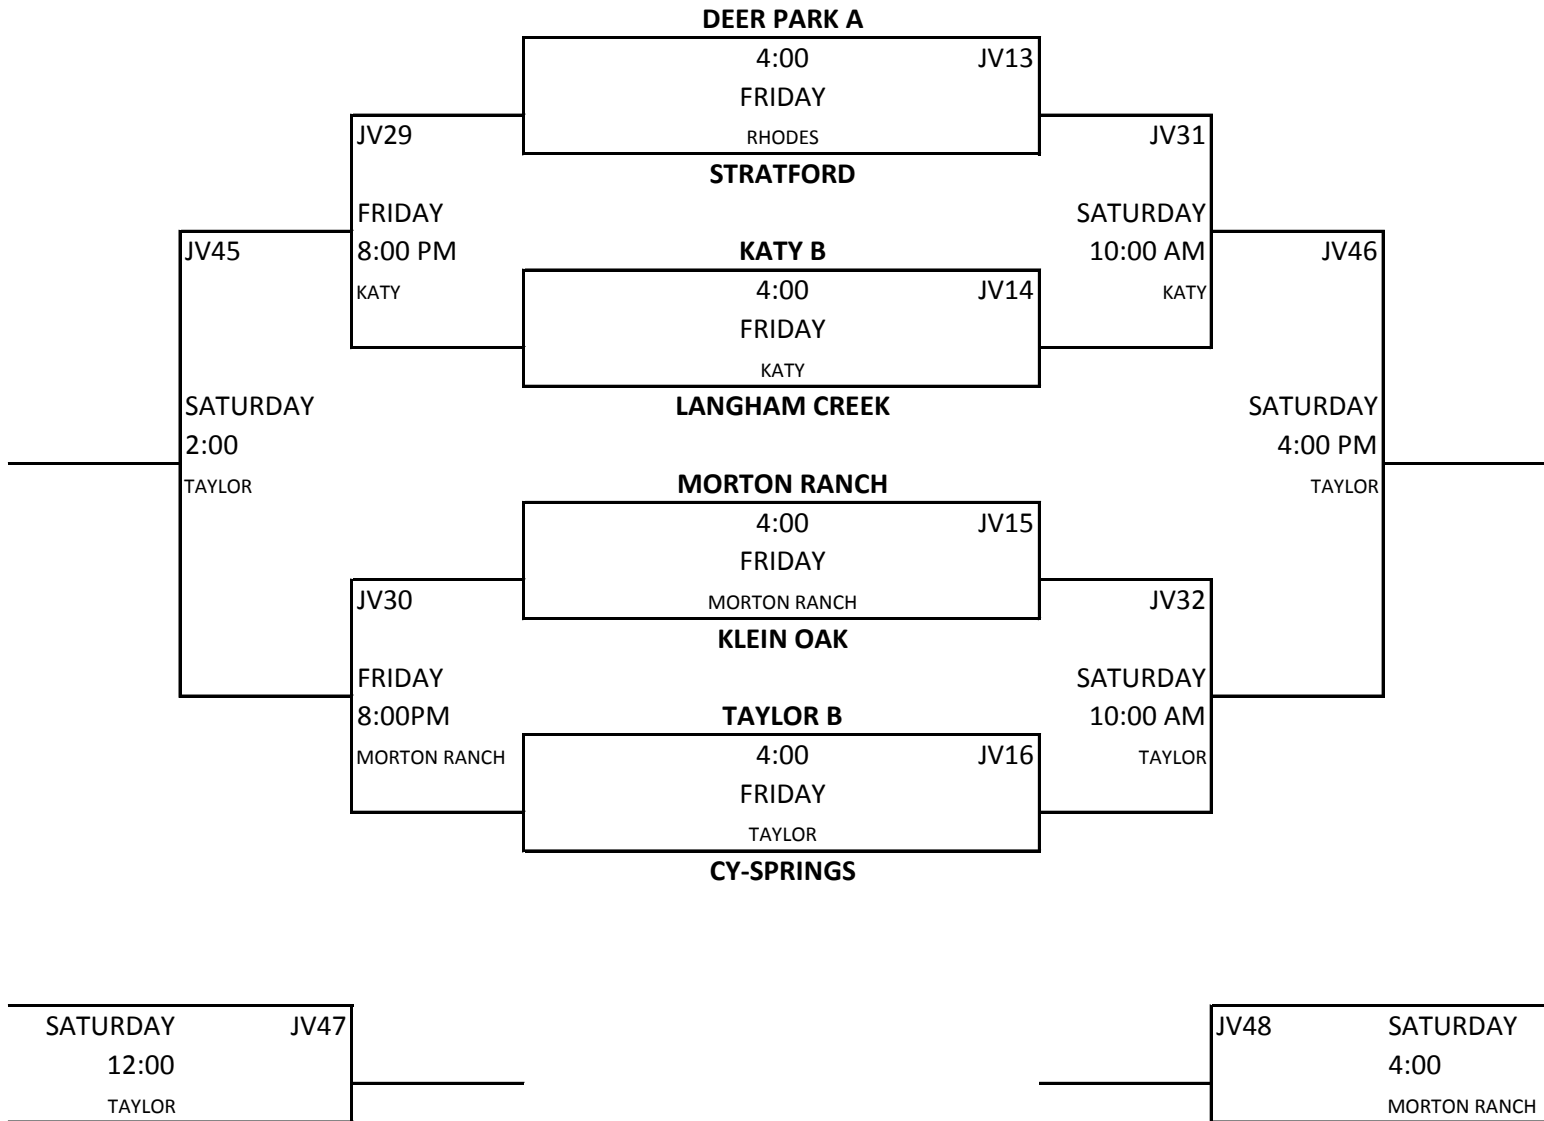 DEER PARK A
4:00 JV13
FRIDAY
JV29 RHODES JV31
STRATFORD
FRIDAY SATURDAY
JV45 8:00 PM KATY B 10:00 AM JV46
KATY 4:00 JV14 KATY
FRIDAY
KATY
SATURDAY LANGHAM CREEK SATURDAY
2:00 4:00 PM
TAYLOR MORTON RANCH TAYLOR
4:00 JV15
FRIDAY
JV30 MORTON RANCH JV32
KLEIN OAK
FRIDAY SATURDAY
8:00PM TAYLOR B 10:00 AM
MORTON RANCH 4:00 JV16 TAYLOR
FRIDAY
TAYLOR
CY-SPRINGS
SATURDAY JV47 JV48 SATURDAY
12:00 4:00
TAYLOR MORTON RANCH